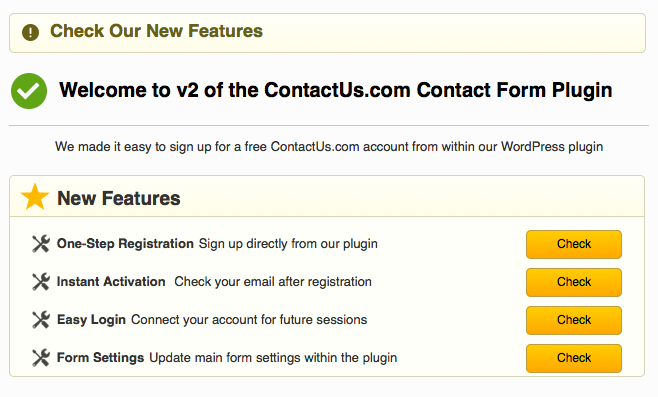 Check Our New Features
Welcome to v2 of the ContactUs.com Contact Form Plugin
We made it easy to sign up for a free ContactUs.com account from within our WordPress plugin
New Features
One-Step Registration Sign up directly from our plugin Check
Instant Activation Check your email after registration Check
Easy Login Connect your account for future sessions Check
Form Settings Update main form settings within the plugin Check